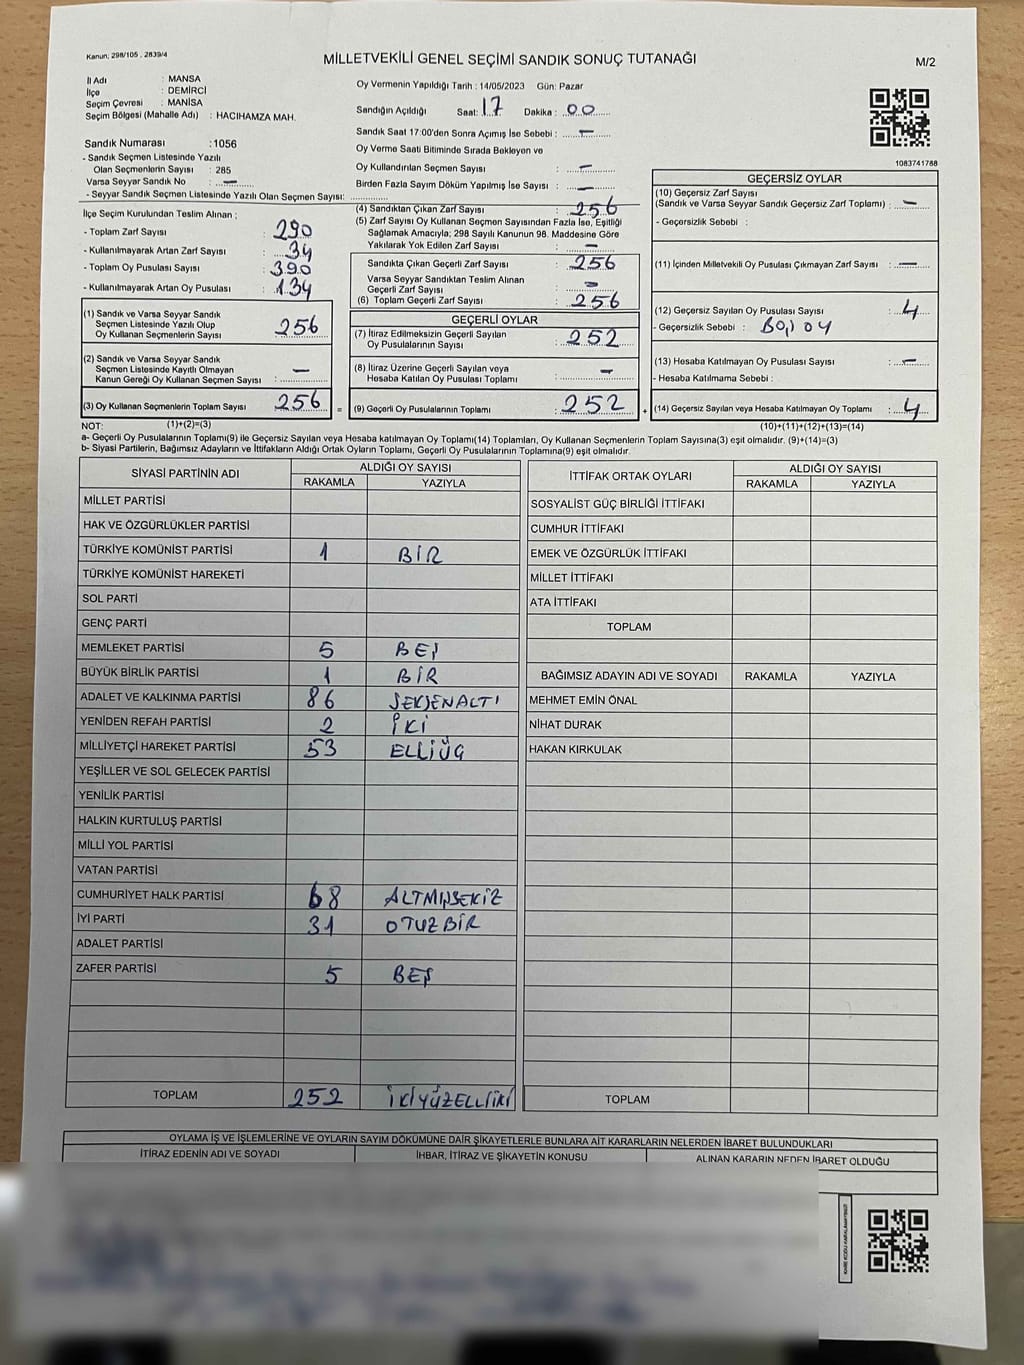 Kanun: 298/105 , 2839/4
MİLLETVEKİLİ GENEL SEÇİMİ SANDIK SONUÇ TUTANAĞI
M/2
İl Adı : MANSA
İlçe : DEMİRCİ
Seçim Çevresi : MANİSA
Seçim Bölgesi (Mahalle Adı) : HACIHAMZA MAH.
Oy Vermenin Yapıldığı Tarih : 14/05/2023 Gün: Pazar
Sandığın Açıldığı Saat: 17 Dakika : 00
Sandık Saat 17:00'den Sonra Açımış İse Sebebi : —
Oy Verme Saati Bitiminde Sırada Bekleyen ve
Oy Kullandırılan Seçmen Sayısı : —
Birden Fazla Sayım Döküm Yapılmış İse Sayısı : —
1083741788
Sandık Numarası :1056
- Sandık Seçmen Listesinde Yazılı
Olan Seçmenlerin Sayısı : 285
Varsa Seyyar Sandık No : —
- Seyyar Sandık Seçmen Listesinde Yazılı Olan Seçmen Sayısı:
İlçe Seçim Kurulundan Teslim Alınan ;
- Toplam Zarf Sayısı : 290
- Kullanılmayarak Artan Zarf Sayısı : 34
- Toplam Oy Pusulası Sayısı : 390
- Kullanılmayarak Artan Oy Pusulası : 134
(1) Sandık ve Varsa Seyyar Sandık
Seçmen Listesinde Yazılı Olup
Oy Kullanan Seçmenlerin Sayısı : 256
(2) Sandık ve Varsa Seyyar Sandık
Seçmen Listesinde Kayıtlı Olmayan
Kanun Gereği Oy Kullanan Seçmen Sayısı : —
(3) Oy Kullanan Seçmenlerin Toplam Sayısı 256
(1)+(2)=(3)
(4) Sandıktan Çıkan Zarf Sayısı : 256
(5) Zarf Sayısı Oy Kullanan Seçmen Sayısından Fazla İse, Eşitliği
Sağlamak Amacıyla; 298 Sayılı Kanunun 98. Maddesine Göre
Yakılarak Yok Edilen Zarf Sayısı : —
Sandıkta Çıkan Geçerli Zarf Sayısı : 256
Varsa Seyyar Sandıktan Teslim Alınan
Geçerli Zarf Sayısı : —
(6) Toplam Geçerli Zarf Sayısı : 256
GEÇERLİ OYLAR
(7) İtiraz Edilmeksizin Geçerli Sayılan
Oy Pusulalarının Sayısı : 252
(8) İtiraz Üzerine Geçerli Sayılan veya
Hesaba Katılan Oy Pusulası Toplamı : —
= (9) Geçerli Oy Pusulalarının Toplamı : 252
GEÇERSİZ OYLAR
(10) Geçersiz Zarf Sayısı
(Sandık ve Varsa Sandık Seyyar Geçersiz Zarf Toplamı) : —
- Geçersizlik Sebebi :
(11) İçinden Milletvekili Oy Pusulası Çıkmayan Zarf Sayısı : —
(12) Geçersiz Sayılan Oy Pusulası Sayısı : 4
- Geçersizlik Sebebi : BOŞ OY
(13) Hesaba Katılmayan Oy Pusulası Sayısı : —
- Hesaba Katılmama Sebebi :
+ (14) Geçersiz Sayılan veya Hesaba Katılmayan Oy Toplamı : 4
(10)+(11)+(12)+(13)=(14)
NOT:
a- Geçerli Oy Pusulalarının Toplamı(9) ile Geçersiz Sayılan veya Hesaba katılmayan Oy Toplamı(14) Toplamları, Oy Kullanan Seçmenlerin Toplam Sayısına(3) eşit olmalıdır. (9)+(14)=(3)
b- Siyasi Partilerin, Bağımsız Adayların ve İttifakların Aldığı Ortak Oyların Toplamı, Geçerli Oy Pusulalarının Toplamına(9) eşit olmalıdır.
SİYASİ PARTİNİN ADI ALDIĞI OY SAYISI
RAKAMLA YAZIYLA
MİLLET PARTİSİ
HAK VE ÖZGÜRLÜKLER PARTİSİ
TÜRKİYE KOMÜNİST PARTİSİ 1 BİR
TÜRKİYE KOMÜNİST HAREKETİ
SOL PARTİ
GENÇ PARTİ
MEMLEKET PARTİSİ 5 BEŞ
BÜYÜK BİRLİK PARTİSİ 1 BİR
ADALET VE KALKINMA PARTİSİ 86 SEKSENALTI
YENİDEN REFAH PARTİSİ 2 İKİ
MİLLİYETÇİ HAREKET PARTİSİ 53 ELLİÜÇ
YEŞİLLER VE SOL GELECEK PARTİSİ
YENİLİK PARTİSİ
HALKIN KURTULUŞ PARTİSİ
MİLLİ YOL PARTİSİ
VATAN PARTİSİ
CUMHURİYET HALK PARTİSİ 68 ALTMIŞSEKİZ
İYİ PARTİ 31 OTUZBİR
ADALET PARTİSİ
ZAFER PARTİSİ 5 BEŞ
TOPLAM 252 İKİYÜZELLİİKİ
İTTİFAK ORTAK OYLARI ALDIĞI OY SAYISI
RAKAMLA YAZIYLA
SOSYALİST GÜÇ BİRLİĞİ İTTİFAKI
CUMHUR İTTİFAKI
EMEK VE ÖZGÜRLÜK İTTİFAKI
MİLLET İTTİFAKI
ATA İTTİFAKI
TOPLAM
BAĞIMSIZ ADAYIN ADI VE SOYADI RAKAMLA YAZIYLA
MEHMET EMİN ÖNAL
NİHAT DURAK
HAKAN KIRKULAK
TOPLAM
OYLAMA İŞ VE İŞLEMLERİNE VE OYLARIN SAYIM DÖKÜMÜNE DAİR ŞİKAYETLERLE BUNLARA AİT KARARLARIN NELERDEN İBARET BULUNDUKLARI
İTİRAZ EDENİN ADI VE SOYADI İHBAR, İTİRAZ VE ŞİKAYETİN KONUSU ALINAN KARARIN NEDEN İBARET OLDUĞU